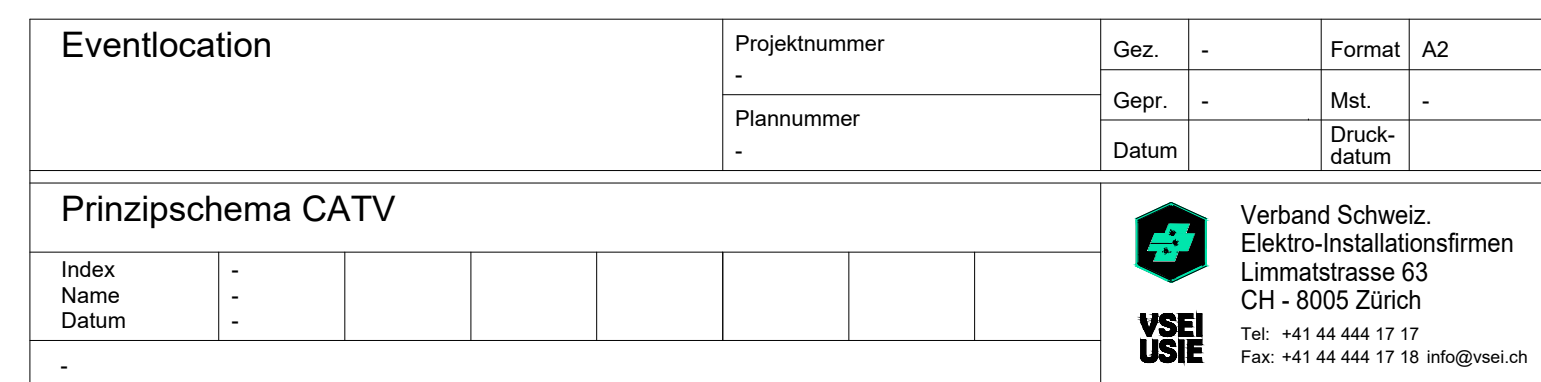 Eventlocation
Projektnummer
-
Plannummer
-
Gez. - Format A2
Gepr. - Mst. -
Datum Druck-
datum
Prinzipschema CATV
Index -
Name -
Datum -
-
Verband Schweiz.
Elektro-Installationsfirmen
Limmatstrasse 63
CH - 8005 Zürich
VSEI
USIE
Tel: +41 44 444 17 17
Fax: +41 44 444 17 18 info@vsei.ch